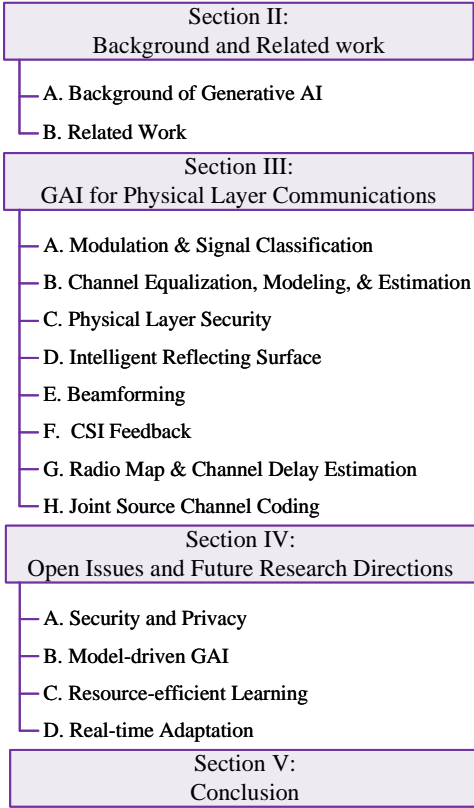 Section II:
Background and Related work
A. Background of Generative AI
B. Related Work
Section III:
GAI for Physical Layer Communications
A. Modulation & Signal Classification
B. Channel Equalization, Modeling, & Estimation
C. Physical Layer Security
D. Intelligent Reflecting Surface
E. Beamforming
F. CSI Feedback
G. Radio Map & Channel Delay Estimation
H. Joint Source Channel Coding
Section IV:
Open Issues and Future Research Directions
A. Security and Privacy
B. Model-driven GAI
C. Resource-efficient Learning
D. Real-time Adaptation
Section V:
Conclusion